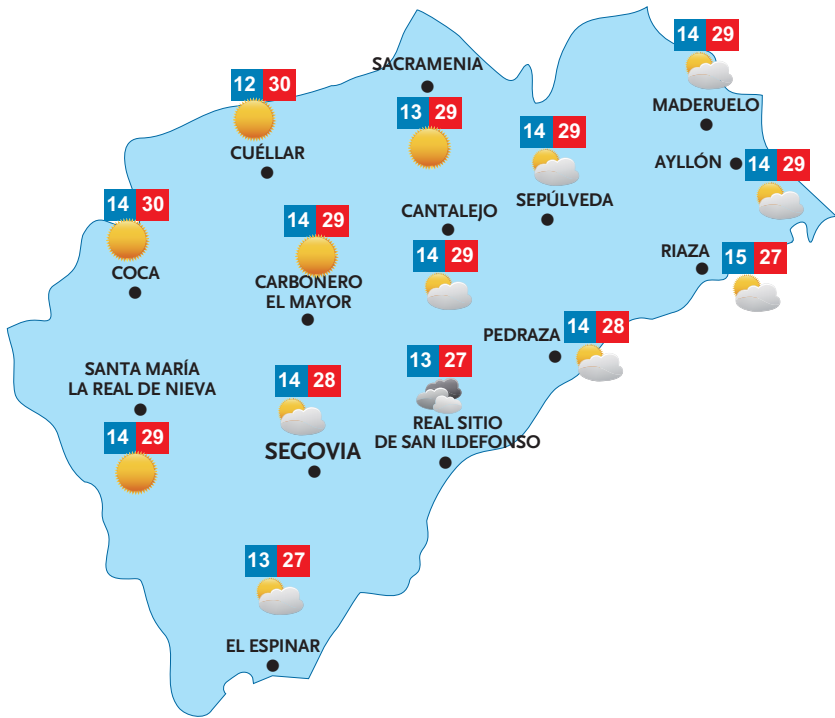 14 29
MADERUELO
SACRAMENIA
13 29
12 30
CUÉLLAR
14 29
SEPÚLVEDA
AYLLÓN
14 29
14 30
COCA
14 29
CARBONERO
EL MAYOR
CANTALEJO
14 29
RIAZA
15 27
PEDRAZA
14 28
SANTA MARÍA
LA REAL DE NIEVA
14 29
14 28
SEGOVIA
13 27
REAL SITIO
DE SAN ILDEFONSO
13 27
EL ESPINAR